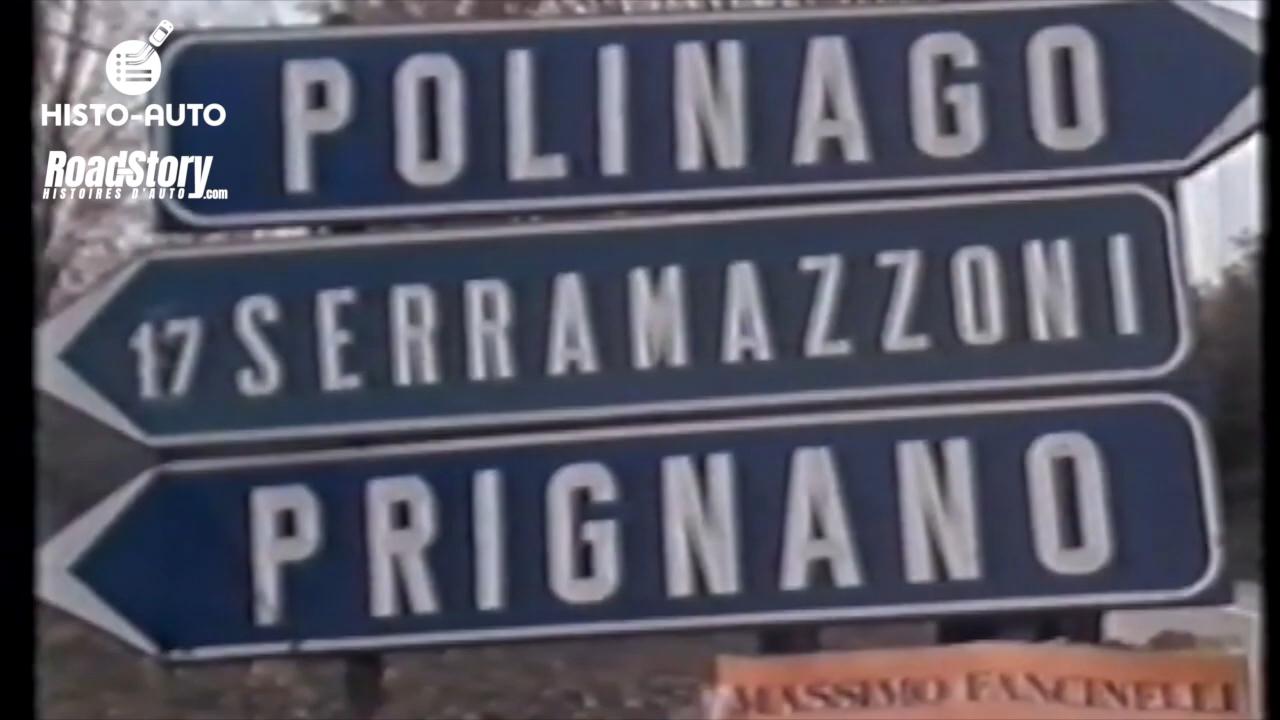 HISTO-AUTO
RoadStory
HISTOIRES D'AUTO.com
POLINAGO
17 SERRAMAZZONI
PRIGNANO
MASSIMO FANCINELLI